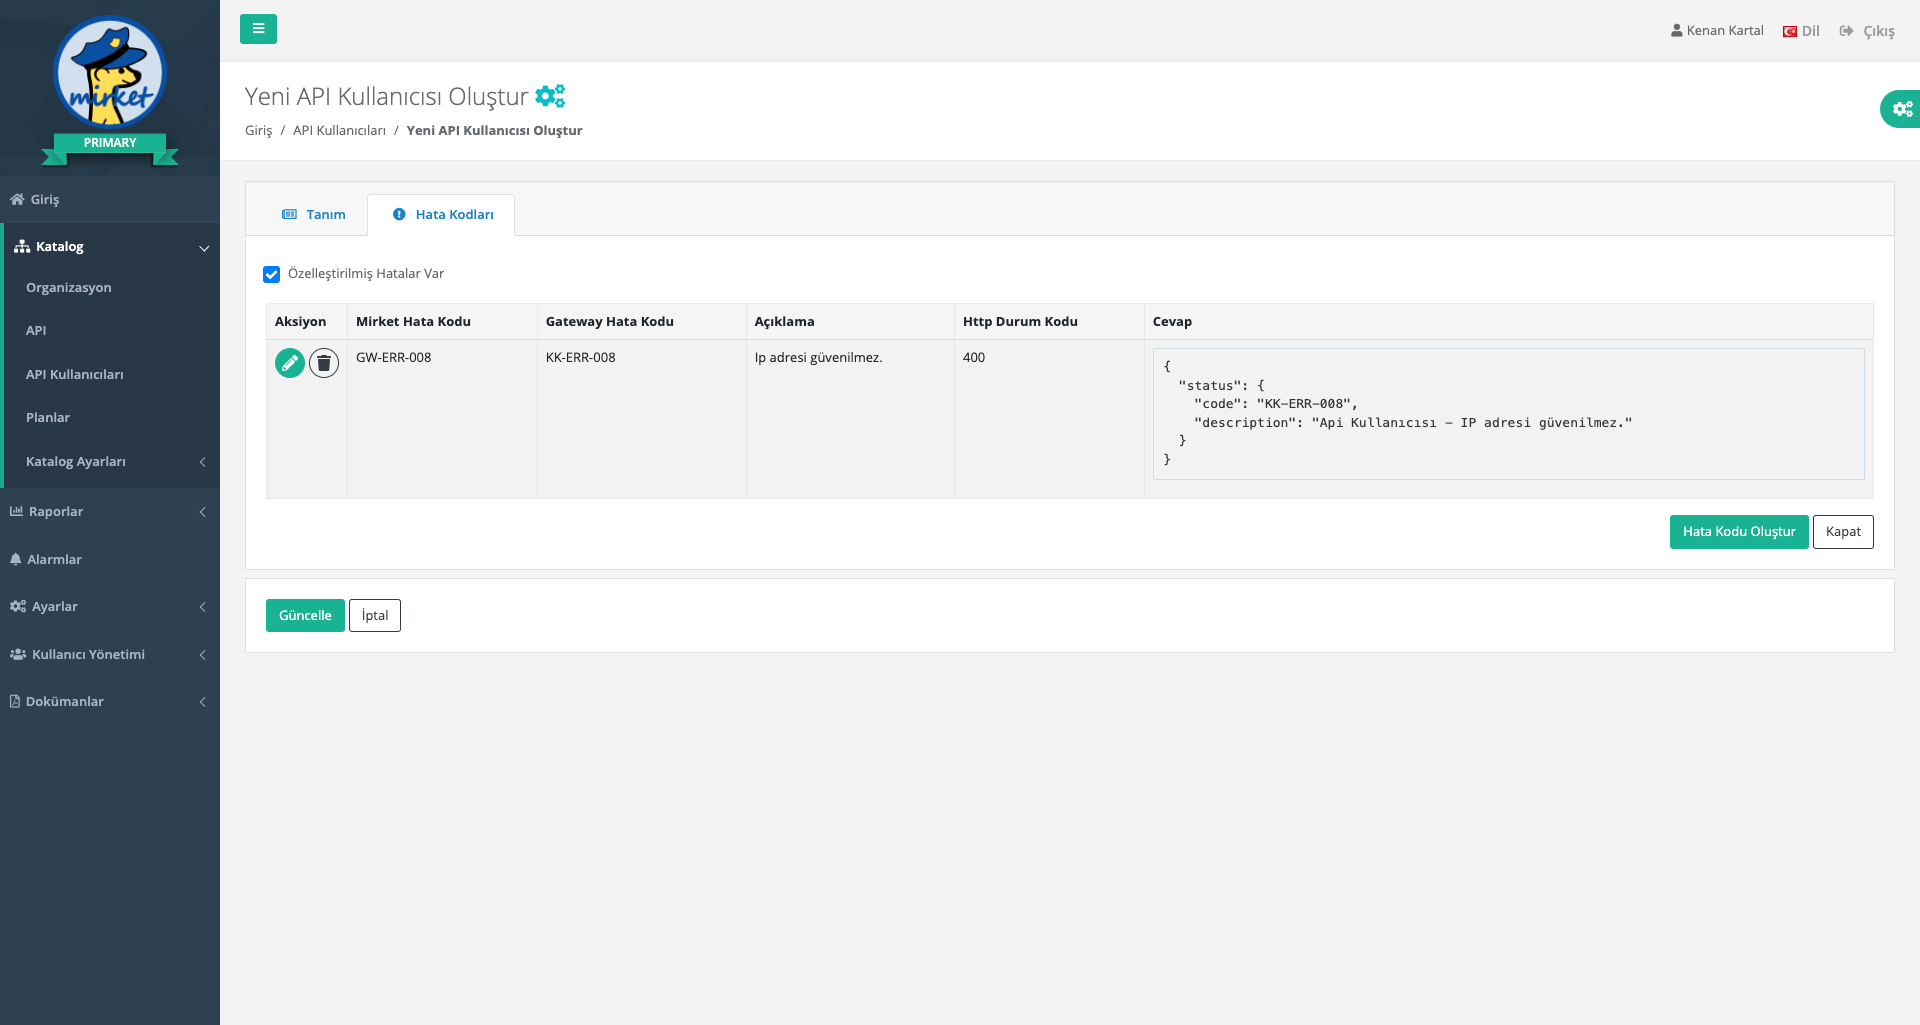 mirket
PRIMARY
Giriş
Katalog
Organizasyon
API
API Kullanıcıları
Planlar
Katalog Ayarları
Raporlar
Alarmlar
Ayarlar
Kullanıcı Yönetimi
Dokümanlar
Kenan Kartal Dil Çıkış
Yeni API Kullanıcısı Oluştur
Giriş / API Kullanıcıları / Yeni API Kullanıcısı Oluştur
Tanım Hata Kodları
Özelleştirilmiş Hatalar Var
Aksiyon Mirket Hata Kodu Gateway Hata Kodu Açıklama Http Durum Kodu Cevap
GW-ERR-008 KK-ERR-008 Ip adresi güvenilmez. 400
{
  "status": {
    "code": "KK-ERR-008",
    "description": "Api Kullanıcısı - IP adresi güvenilmez."
  }
}
Hata Kodu Oluştur Kapat
Güncelle İptal